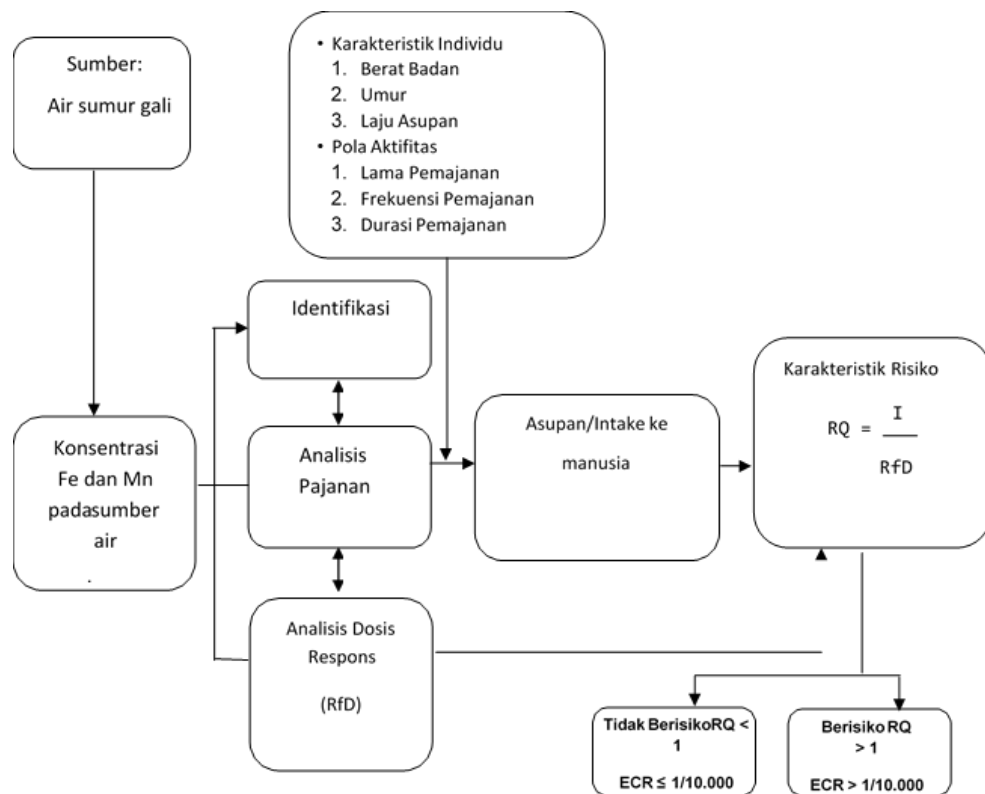 Sumber:
Air sumur gali
• Karakteristik Individu
1. Berat Badan
2. Umur
3. Laju Asupan
• Pola Aktifitas
1. Lama Pemajanan
2. Frekuensi Pemajanan
3. Durasi Pemajanan
Identifikasi
Konsentrasi
Fe dan Mn
padasumber
air
.
Analisis
Pajanan
Asupan/Intake ke
manusia
Karakteristik Risiko
RQ = I
RfD
Analisis Dosis
Respons
(RfD)
Tidak BerisikoRQ <
1
ECR ≤ 1/10.000
Berisiko RQ
> 1
ECR > 1/10.000